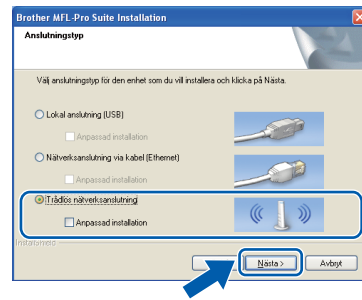 Brother MFL-Pro Suite Installation
Anslutningstyp
Välj anslutningstyp för den enhet som du vill installera och klicka på Nästa.
Lokal anslutning (USB)
Anpassad installation
Nätverksanslutning via kabel (Ethernet)
Anpassad installation
Trådlös nätverksanslutning
Anpassad installation
InstallShield
Nästa >
Avbryt